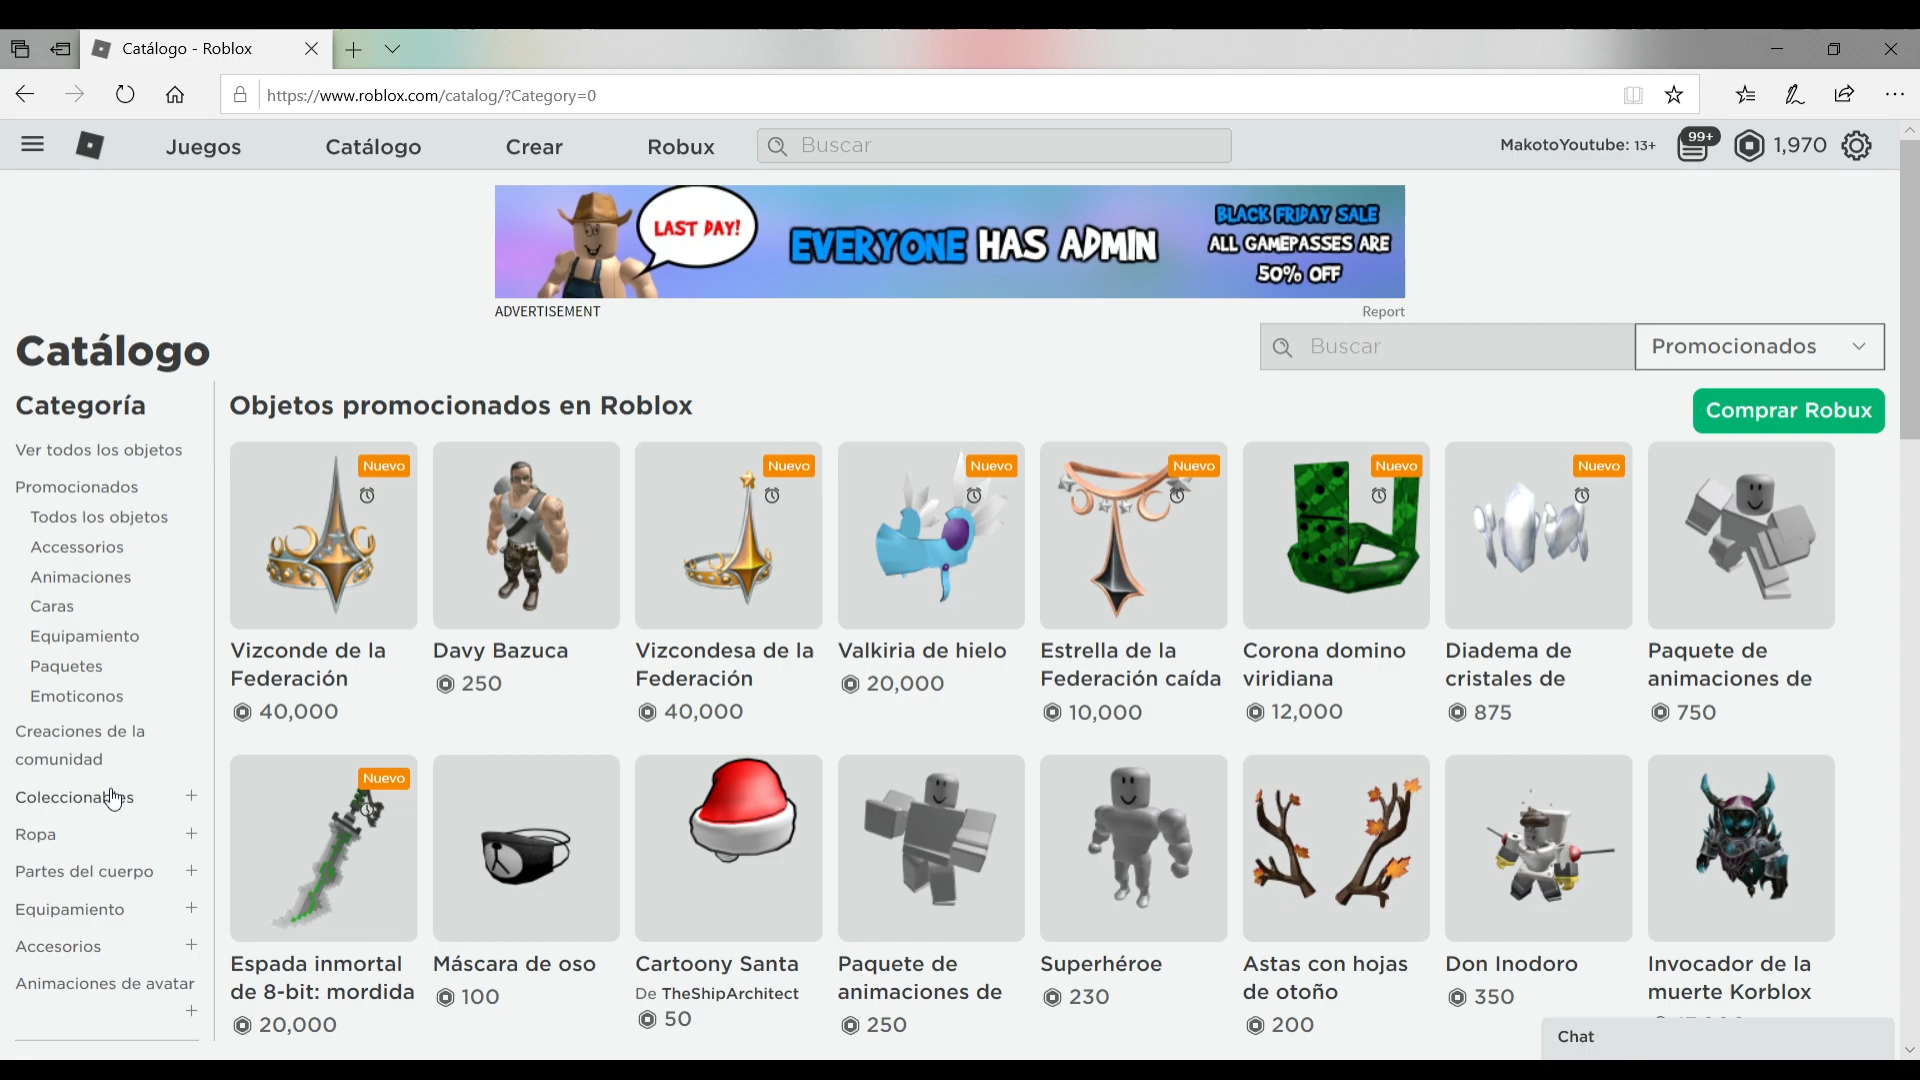 Catálogo - Roblox
https://www.roblox.com/catalog/?Category=0
Juegos Catálogo Crear Robux Buscar MakotoYoutube: 13+ 99+ 1,970
LAST DAY!
EVERYONE HAS ADMIN
BLACK FRIDAY SALE
ALL GAMEPASSES ARE
50% OFF
ADVERTISEMENT Report
Catálogo
Buscar Promocionados
Categoría
Ver todos los objetos
Promocionados
Todos los objetos
Accessorios
Animaciones
Caras
Equipamiento
Paquetes
Emoticonos
Creaciones de la
comunidad
Coleccionables +
Ropa +
Partes del cuerpo +
Equipamiento +
Accesorios +
Animaciones de avatar
+
Objetos promocionados en Roblox
Comprar Robux
Nuevo
Vizconde de la
Federación
40,000
Davy Bazuca
250
Nuevo
Vizcondesa de la
Federación
40,000
Nuevo
Valkiria de hielo
20,000
Nuevo
Estrella de la
Federación caída
10,000
Nuevo
Corona domino
viridiana
12,000
Nuevo
Diadema de
cristales de
875
Paquete de
animaciones de
750
Nuevo
Espada inmortal
de 8-bit: mordida
20,000
Máscara de oso
100
Cartoony Santa
De TheShipArchitect
50
Paquete de
animaciones de
250
Superhéroe
230
Astas con hojas
de otoño
200
Don Inodoro
350
Invocador de la
muerte Korblox
Chat